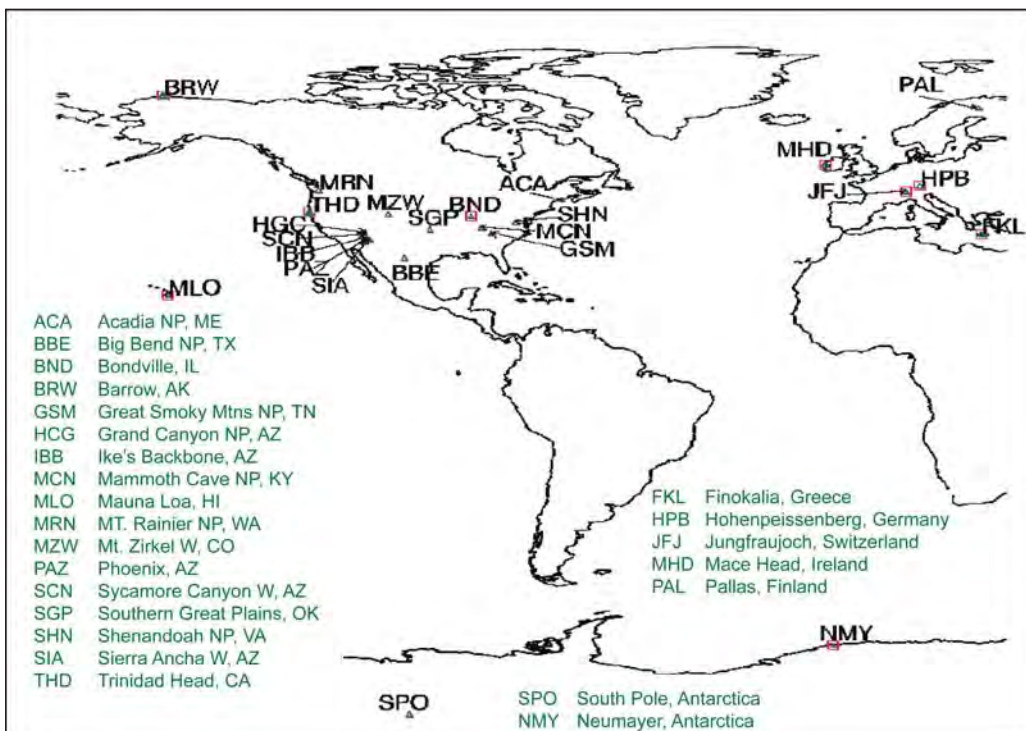 BRW
PAL
MHD
HPB
JFJ
FKL
MRN
ACA
THD
MZW
BND
SGP
SHN
HGC
MCN
SCN
GSM
IBB
PAZ
BBE
SIA
MLO
ACA Acadia NP, ME
BBE Big Bend NP, TX
BND Bondville, IL
BRW Barrow, AK
GSM Great Smoky Mtns NP, TN
HCG Grand Canyon NP, AZ
IBB Ike's Backbone, AZ
MCN Mammoth Cave NP, KY
MLO Mauna Loa, HI
MRN MT. Rainier NP, WA
MZW Mt. Zirkel W, CO
PAZ Phoenix, AZ
SCN Sycamore Canyon W, AZ
SGP Southern Great Plains, OK
SHN Shenandoah NP, VA
SIA Sierra Ancha W, AZ
THD Trinidad Head, CA
FKL Finokalia, Greece
HPB Hohenpeissenberg, Germany
JFJ Jungfraujoch, Switzerland
MHD Mace Head, Ireland
PAL Pallas, Finland
NMY
SPO
SPO South Pole, Antarctica
NMY Neumayer, Antarctica